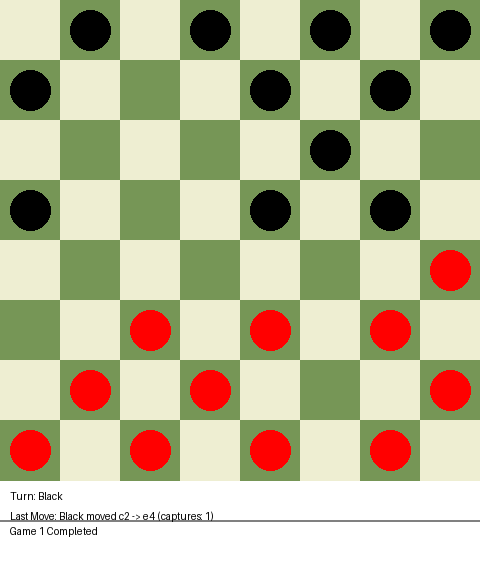 Turn: Black
Last Move: Black moved c2 -> e4 (captures: 1)
Game 1 Completed